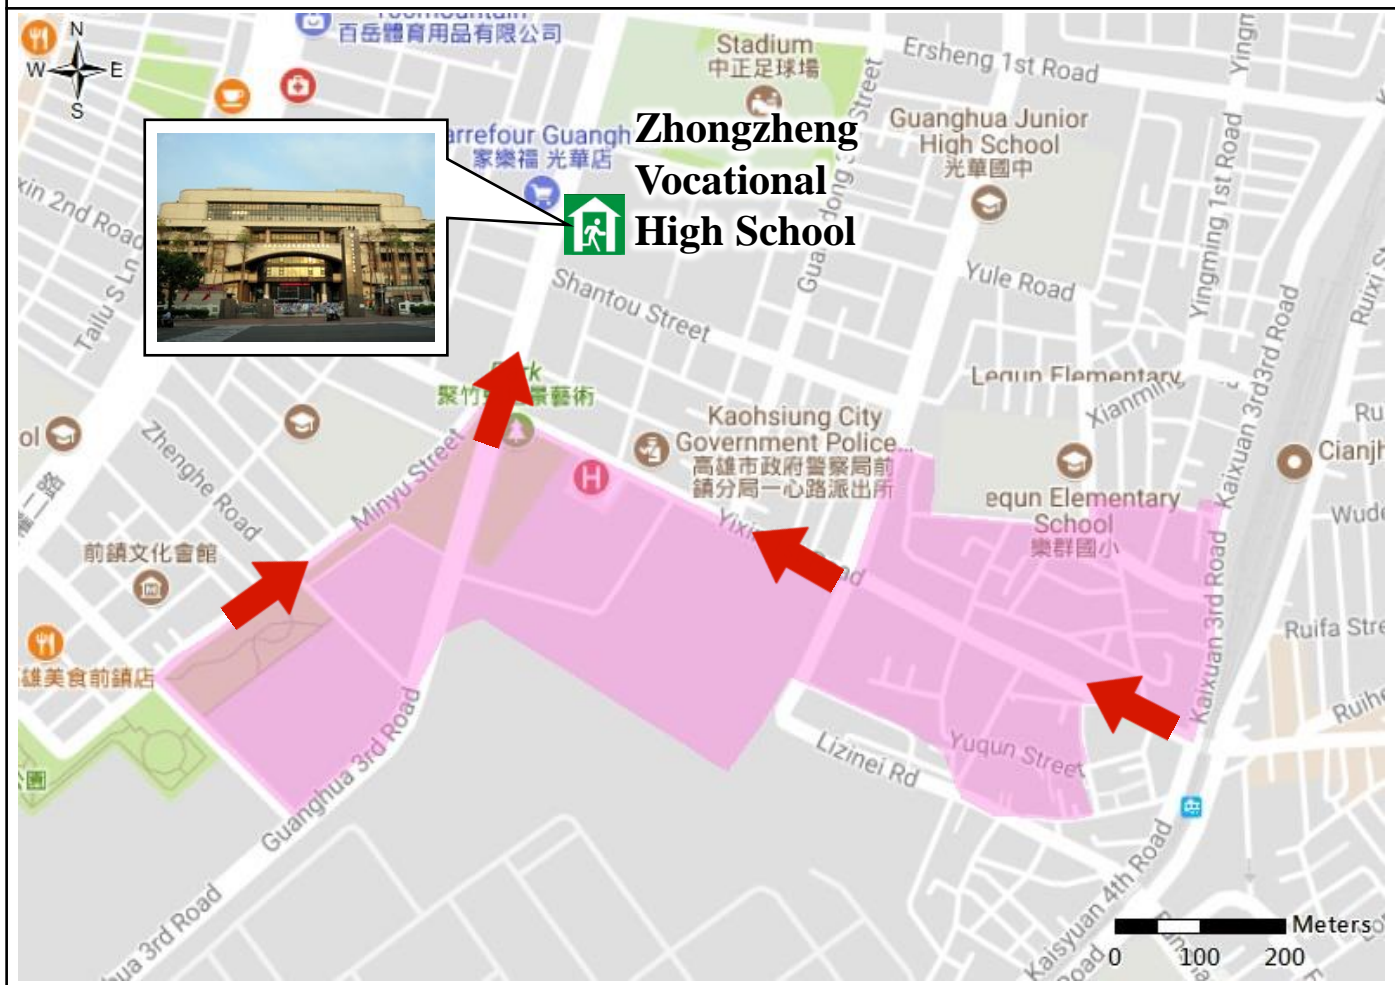 百岳體育用品有限公司
N
W
E
S
Stadium
中正足球場
Ersheng 1st Road
Guanghua Junior
High School
光華國中
家樂福 光華店
Zhongzheng
Vocational
High School
xin 2nd Road
Tailu S Ln
Street
Yingming 1st Road
Yule Road
Shantou Street
Kaixuan 3rd
3rd Road
Legun Elementary
Xianming
Kaohsiung City
Government Police...
高雄市政府警察局前
鎮分局一心路派出所
Zhenghe Road
Minyu Street
H
equn Elementary
School
樂群國小
Kaixuan 3rd Road
前鎮文化會館
雄美食前鎮店
Ruifa Stre
Lizinei Rd
Yuqun Street
Guanghua 3rd Road
ua 3rd Road
Kaisyuan 4th Road
Road
Meters
0
100
200